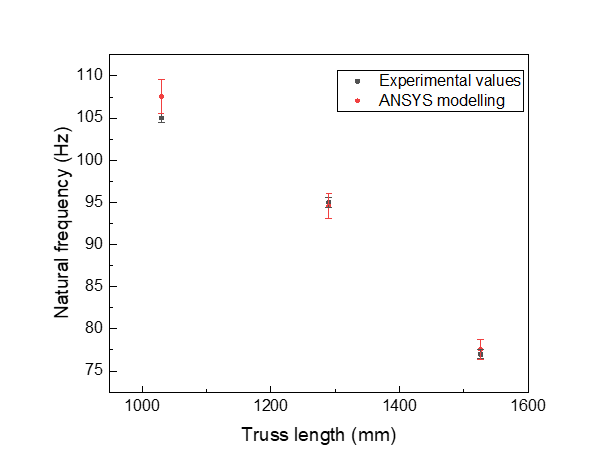 Experimental values
ANSYS modelling
Natural frequency (Hz)
110
105
100
95
90
85
80
75
1000 1200 1400 1600
Truss length (mm)